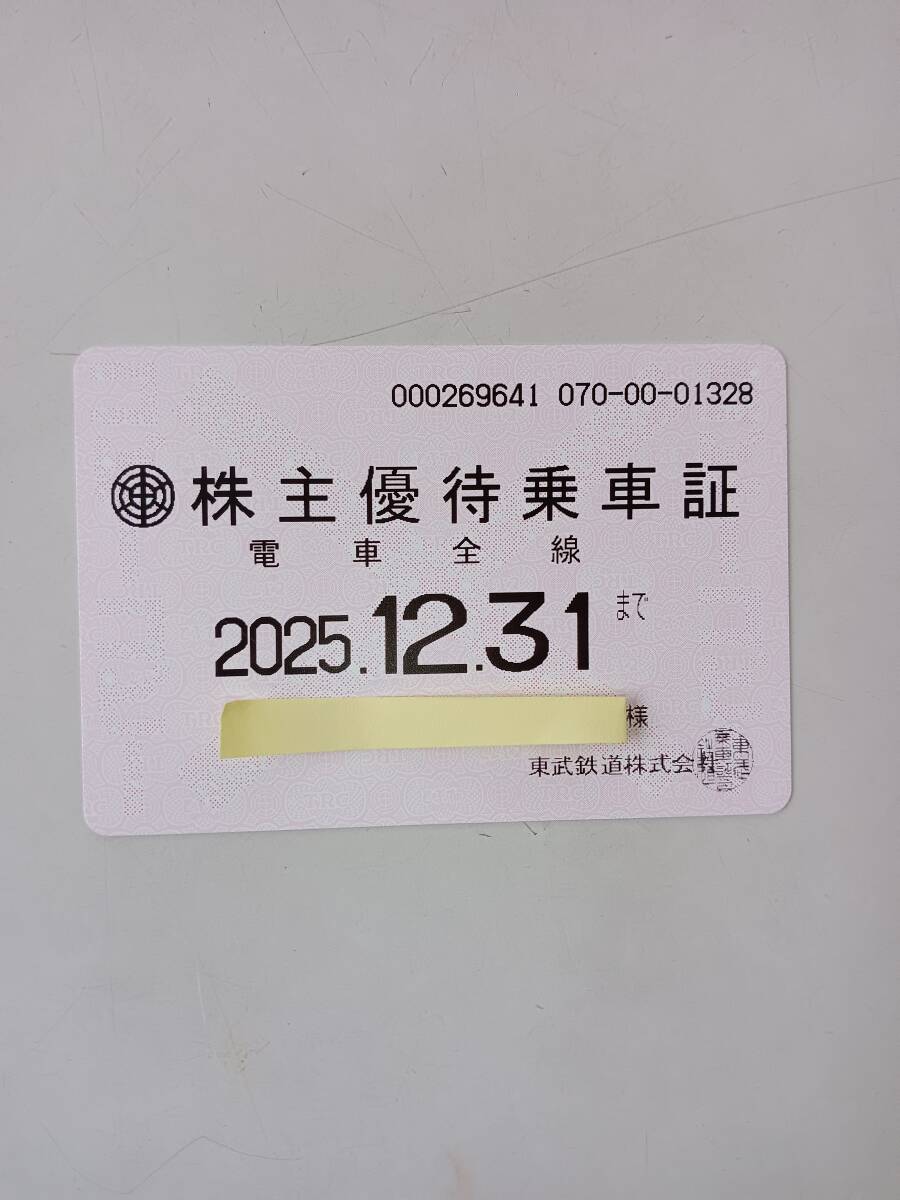 000269641 070-00-01328
株主優待乗車証
電車全線
2025.12.31まで
様
東武鉄道株式会社